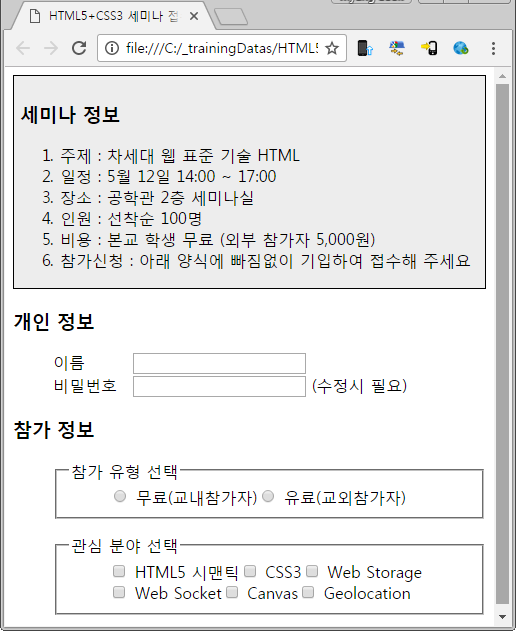 HTML5+CSS3 세미나 접
file:///C:/_trainingDatas/HTML5
세미나 정보
1. 주제 : 차세대 웹 표준 기술 HTML
2. 일정 : 5월 12일 14:00 ~ 17:00
3. 장소 : 공학관 2층 세미나실
4. 인원 : 선착순 100명
5. 비용 : 본교 학생 무료 (외부 참가자 5,000원)
6. 참가신청 : 아래 양식에 빠짐없이 기입하여 접수해 주세요
개인 정보
이름
비밀번호 (수정시 필요)
참가 정보
참가 유형 선택
무료(교내참가자) 유료(교외참가자)
관심 분야 선택
HTML5 시맨틱 CSS3 Web Storage
Web Socket Canvas Geolocation